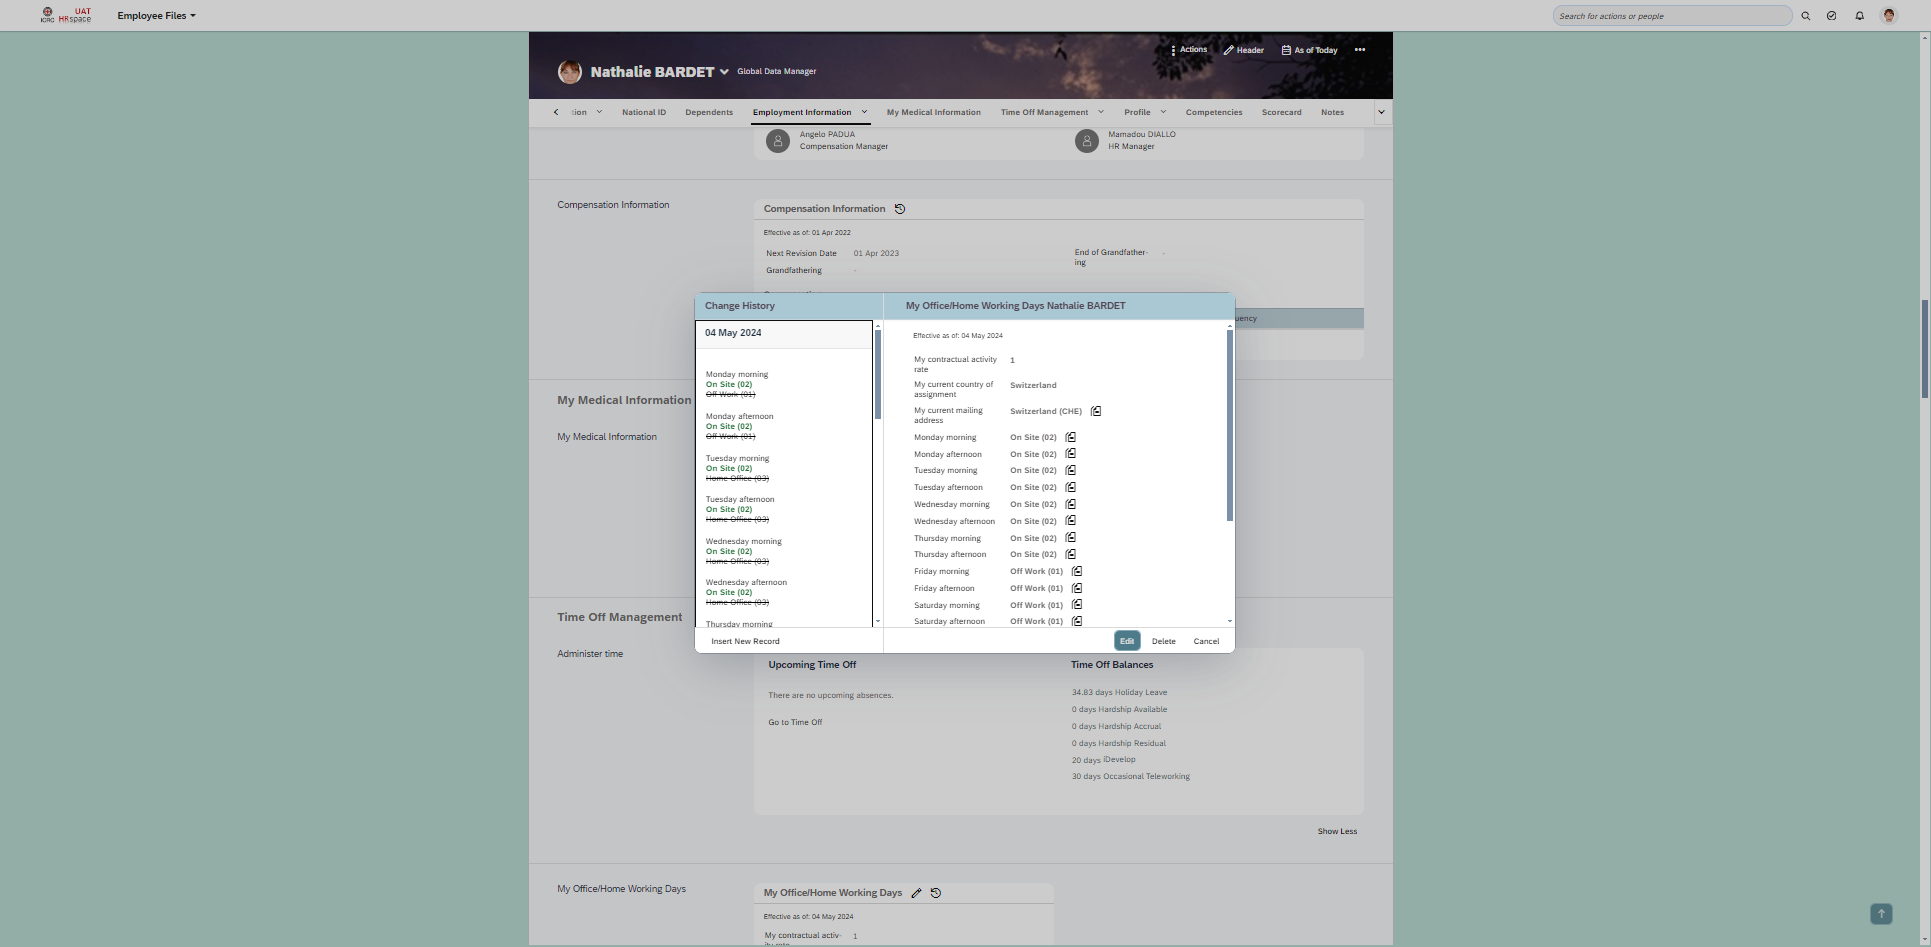 ICRC
UAT
HRspace
Employee Files
Search for actions or people
Actions
Header
As of Today
Nathalie BARDET
Global Data Manager
tion
National ID
Dependents
Employment Information
My Medical Information
Time Off Management
Profile
Competencies
Scorecard
Notes
Angelo PADUA
Compensation Manager
Mamadou DIALLO
HR Manager
Compensation Information
Compensation Information
Effective as of: 01 Apr 2022
Next Revision Date
01 Apr 2023
End of Grandfather-
ing
-
Grandfathering
-
uency
Change History
04 May 2024
Monday morning
On Site (02)
Off Work (01)
Monday afternoon
On Site (02)
Off Work (01)
Tuesday morning
On Site (02)
Home Office (03)
Tuesday afternoon
On Site (02)
Home Office (03)
Wednesday morning
On Site (02)
Home Office (03)
Wednesday afternoon
On Site (02)
Home Office (03)
Thursday morning
Insert New Record
My Office/Home Working Days Nathalie BARDET
Effective as of: 04 May 2024
My contractual activity
rate
1
My current country of
assignment
Switzerland
My current mailing
address
Switzerland (CHE)
Monday morning On Site (02)
Monday afternoon On Site (02)
Tuesday morning On Site (02)
Tuesday afternoon On Site (02)
Wednesday morning On Site (02)
Wednesday afternoon On Site (02)
Thursday morning On Site (02)
Thursday afternoon On Site (02)
Friday morning Off Work (01)
Friday afternoon Off Work (01)
Saturday morning Off Work (01)
Saturday afternoon Off Work (01)
Edit
Delete
Cancel
My Medical Information
My Medical Information
Time Off Management
Administer time
Upcoming Time Off
There are no upcoming absences.
Go to Time Off
Time Off Balances
34.83 days Holiday Leave
0 days Hardship Available
0 days Hardship Accrual
0 days Hardship Residual
20 days iDevelop
30 days Occasional Teleworking
Show Less
My Office/Home Working Days
My Office/Home Working Days
Effective as of: 04 May 2024
My contractual activ-
ity rate
1